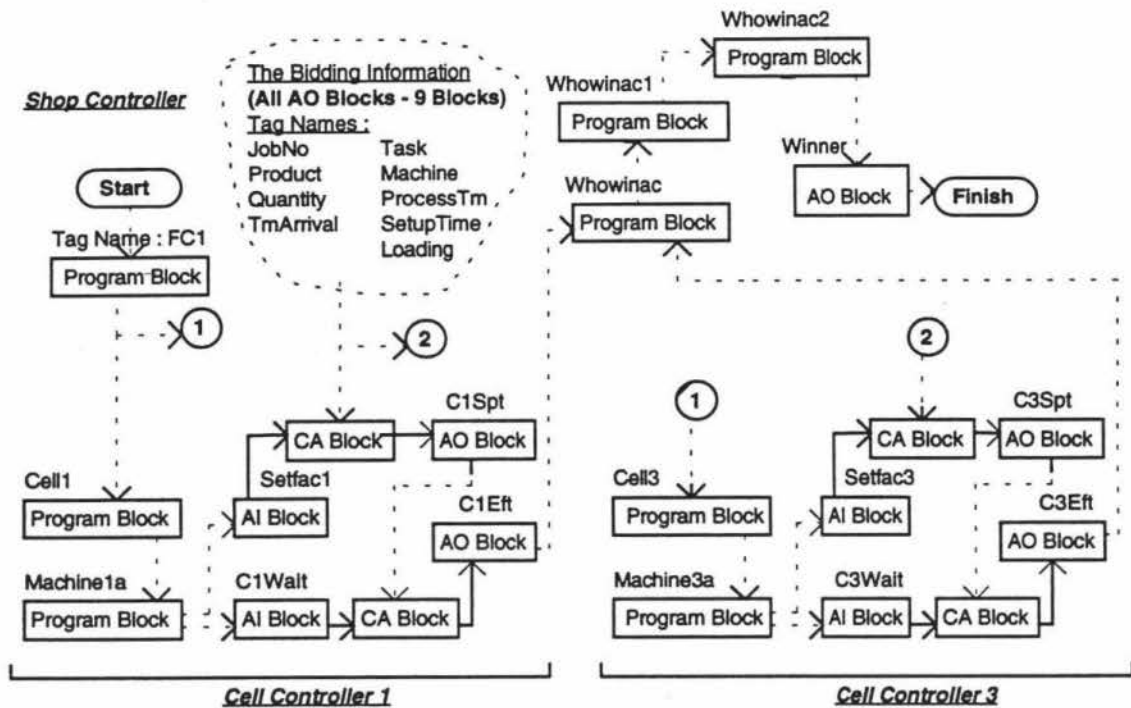 Whowinac2
Program Block
The Bidding Information
(All AO Blocks - 9 Blocks)
Tag Names :
JobNo Task
Product Machine
Quantity ProcessTm
TmArrival SetupTime
Loading
Shop Controller
Whowinac1
Program Block
Winner
AO Block
Finish
Start
Whowinac
Program Block
Tag Name : FC1
Program Block
1
2
2
1
C1Spt
CA Block
AO Block
C3Spt
CA Block
AO Block
Cell1
Program Block
Setfac1
AI Block
C1Eft
AO Block
Cell3
Program Block
Setfac3
AI Block
C3Eft
AO Block
Machine1a
Program Block
C1Wait
AI Block
CA Block
Machine3a
Program Block
C3Wait
AI Block
CA Block
Cell Controller 1
Cell Controller 3